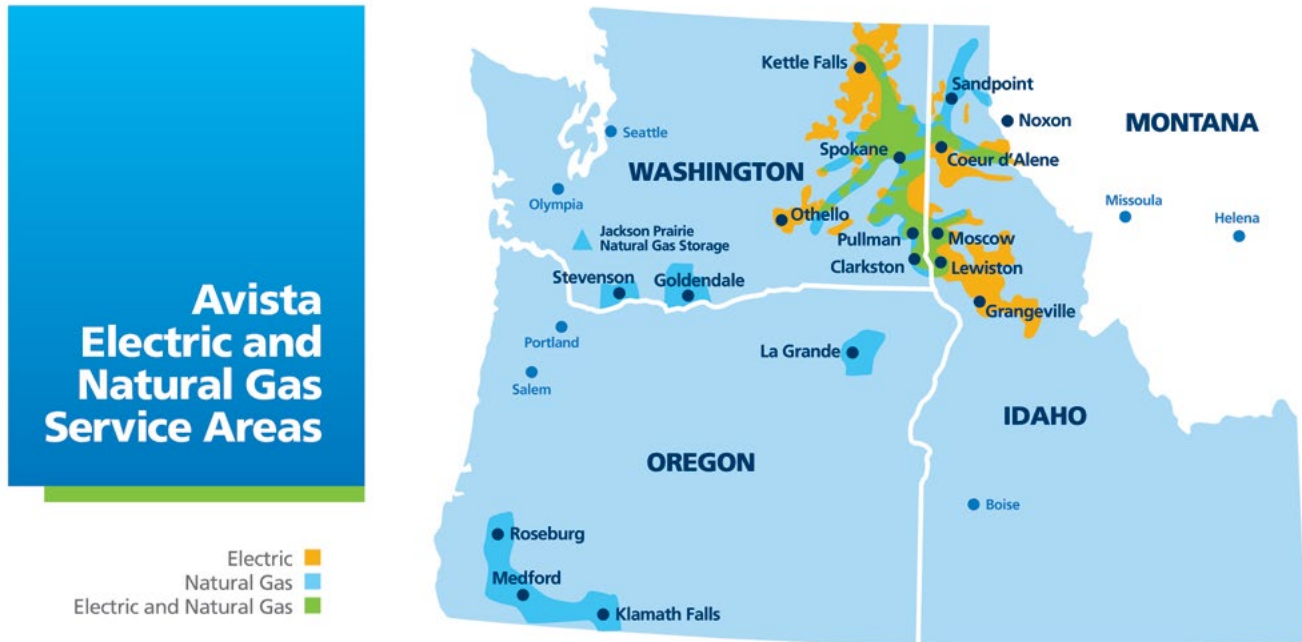 Avista
Electric and
Natural Gas
Service Areas
Electric
Natural Gas
Electric and Natural Gas
Kettle Falls
Sandpoint
Noxon
MONTANA
Seattle
Spokane
Coeur d'Alene
WASHINGTON
Olympia
Othello
Missoula
Helena
Jackson Prairie
Natural Gas Storage
Pullman
Moscow
Clarkston
Lewiston
Stevenson
Goldendale
Grangeville
Portland
La Grande
Salem
IDAHO
OREGON
Boise
Roseburg
Medford
Klamath Falls